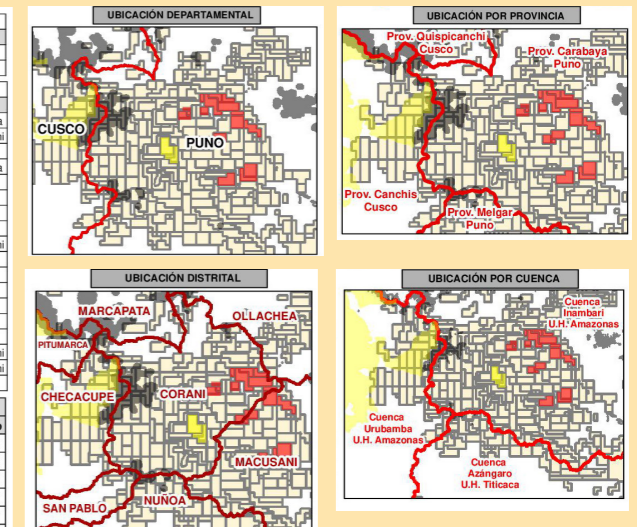 UBICACIÓN DEPARTAMENTAL
CUSCO
PUNO
UBICACIÓN POR PROVINCIA
Prov. Quispicanchi
Cusco
Prov. Carabaya
Puno
Prov. Canchis
Cusco
Prov. Melgar
Puno
UBICACIÓN DISTRITAL
MARCAPATA
OLLACHEA
PITUMARCA
CHECACUPE
CORANI
MACUSANI
NUÑOA
SAN PABLO
UBICACIÓN POR CUENCA
Cuenca
Inambari
U.H. Amazonas
Cuenca
Urubamba
U.H. Amazonas
Cuenca
Azángaro
U.H. Titicaca